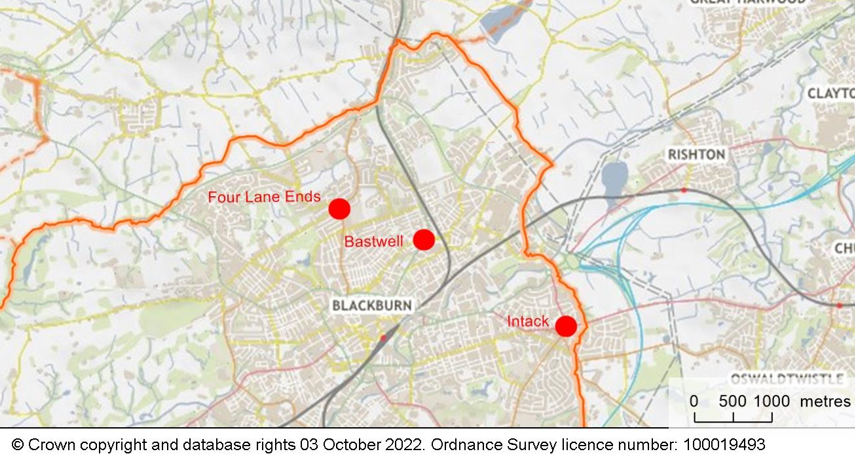 GREAT HARWOOD
CLAYTO
RISHTON
Four Lane Ends
Bastwell
CHU
BLACKBURN
Intack
OSWALDTWISTLE
0 500 1000 metres
© Crown copyright and database rights 03 October 2022. Ordnance Survey licence number: 100019493